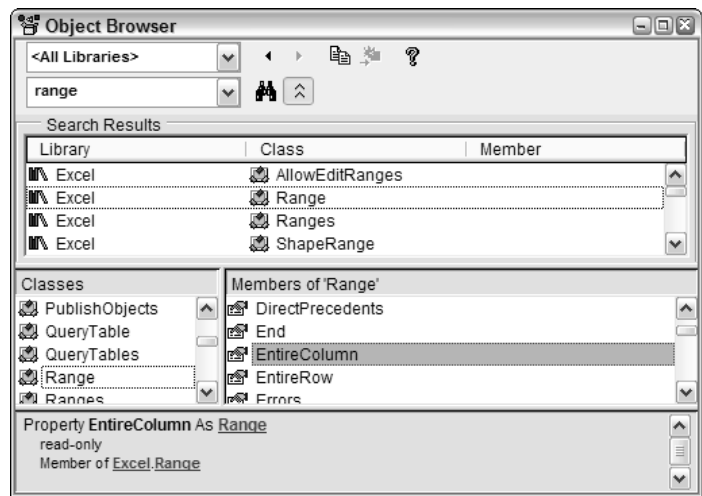 Object Browser
<All Libraries>
range
Search Results
Library Class Member
Excel AllowEditRanges
Excel Range
Excel Ranges
Excel ShapeRange
Classes
PublishObjects
QueryTable
QueryTables
Range
Ranges
Members of 'Range'
DirectPrecedents
End
EntireColumn
EntireRow
Errors
Property EntireColumn As Range
read-only
Member of Excel.Range